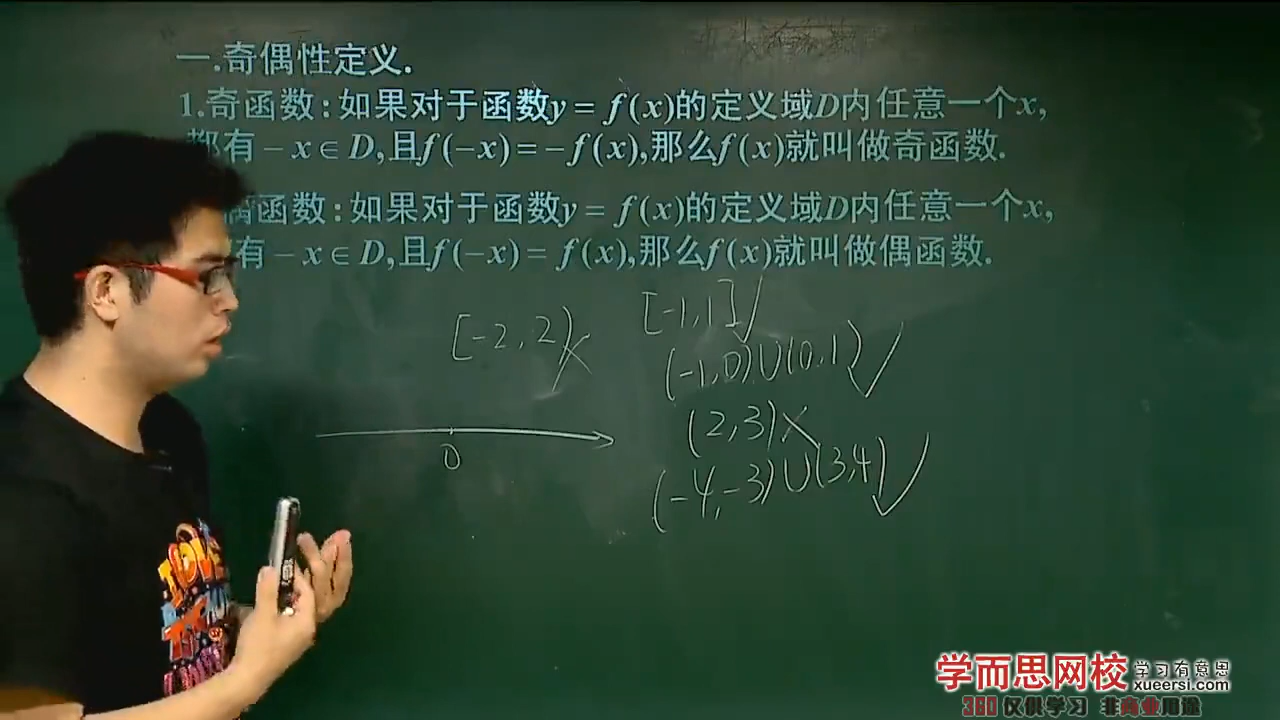 一.奇偶性定义.
1.奇函数:如果对于函数y = f(x)的定义域D内任意一个x,
都有-x∈D,且f(-x)=-f(x),那么f(x)就叫做奇函数.
偶函数:如果对于函数y = f(x)的定义域D内任意一个x,
有-x∈D,且f(-x)= f(x),那么f(x)就叫做偶函数.
[-2,2)×
[-1,1]√
(-1,0)∪(0,1)√
(2,3)×
(-4,-3)∪(3,4)√
0
学而思网校 学习有意思
xueersi.com
360 仅供学习 非商业用途